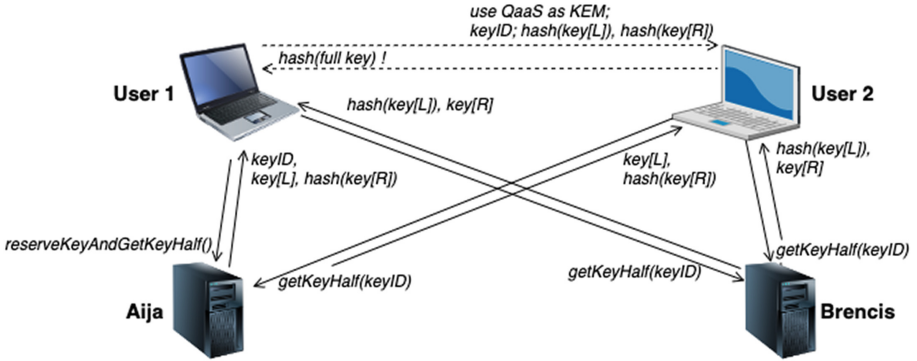 use QaaS as KEM;
keyID; hash(key[L]), hash(key[R])
hash(full key) !
User 1
User 2
hash(key[L]), key[R]
keyID,
key[L], hash(key[R])
key[L],
hash(key[R])
hash(key[L]),
key[R]
reserveKeyAndGetKeyHalf()
getKeyHalf(keyID)
getKeyHalf(keyID)
getKeyHalf(keyID)
Aija
Brencis